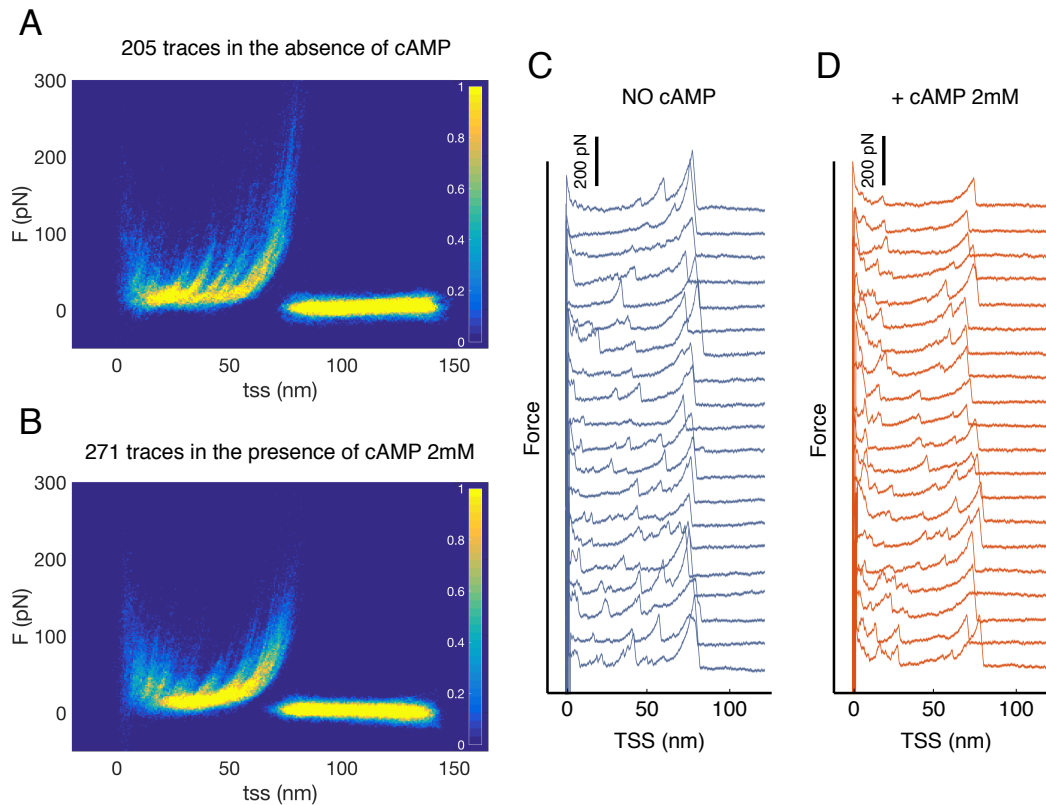 A
205 traces in the absence of cAMP
300
200
100
0
F (pN)
1
0.8
0.6
0.4
0.2
0
0
50
100
150
tss (nm)
B
271 traces in the presence of cAMP 2mM
300
200
100
0
F (pN)
1
0.8
0.6
0.4
0.2
0
0
50
100
150
tss (nm)
C
NO cAMP
200 pN
Force
0
50
100
TSS (nm)
D
+ cAMP 2mM
200 pN
Force
0
50
100
TSS (nm)